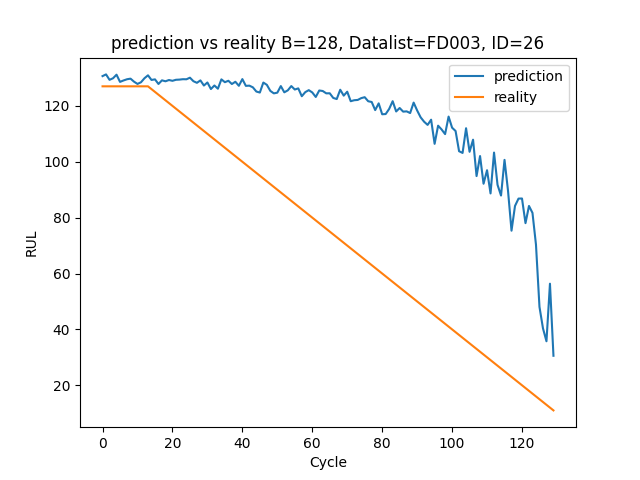 prediction vs reality B=128, Datalist=FD003, ID=26
prediction
reality
RUL
120
100
80
60
40
20
0 20 40 60 80 100 120
Cycle